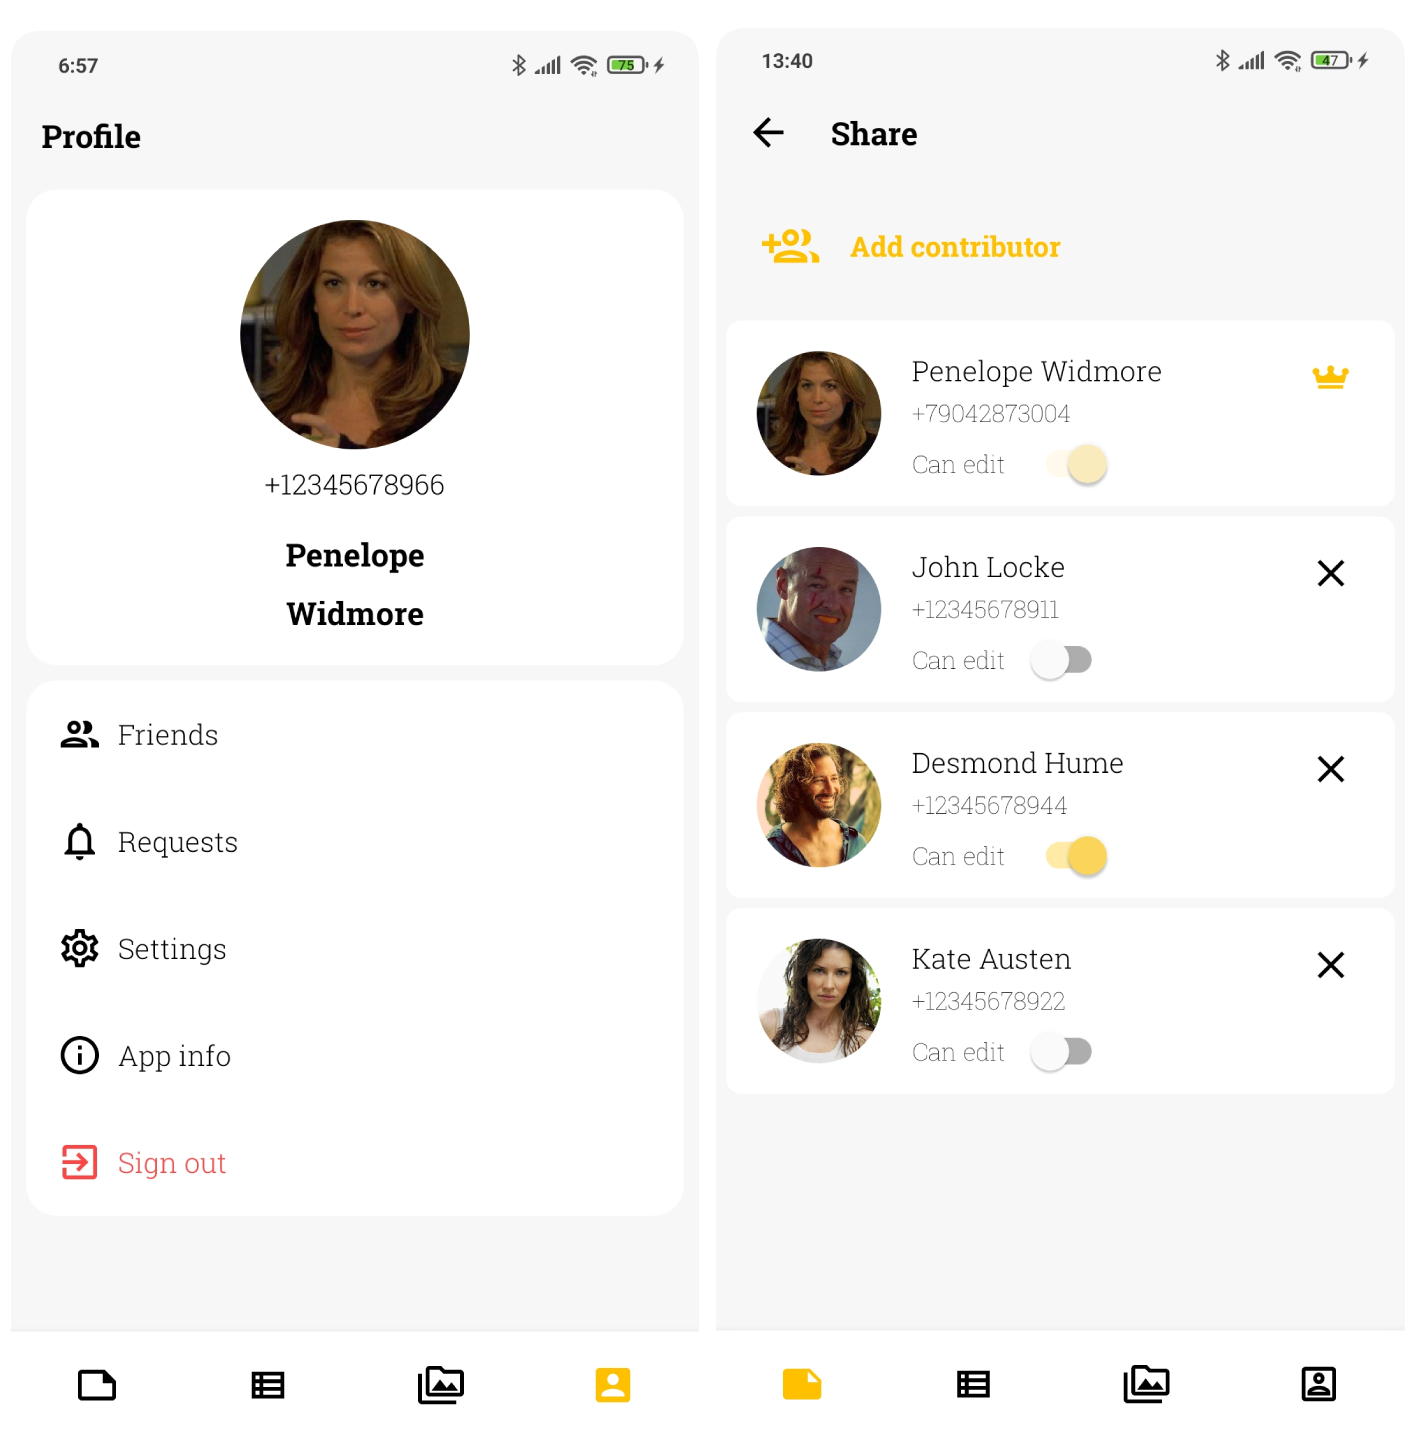 6:57
75
Profile
+12345678966
Penelope
Widmore
Friends
Requests
Settings
App info
Sign out
13:40
47
Share
Add contributor
Penelope Widmore
+79042873004
Can edit
John Locke
+12345678911
Can edit
Desmond Hume
+12345678944
Can edit
Kate Austen
+12345678922
Can edit